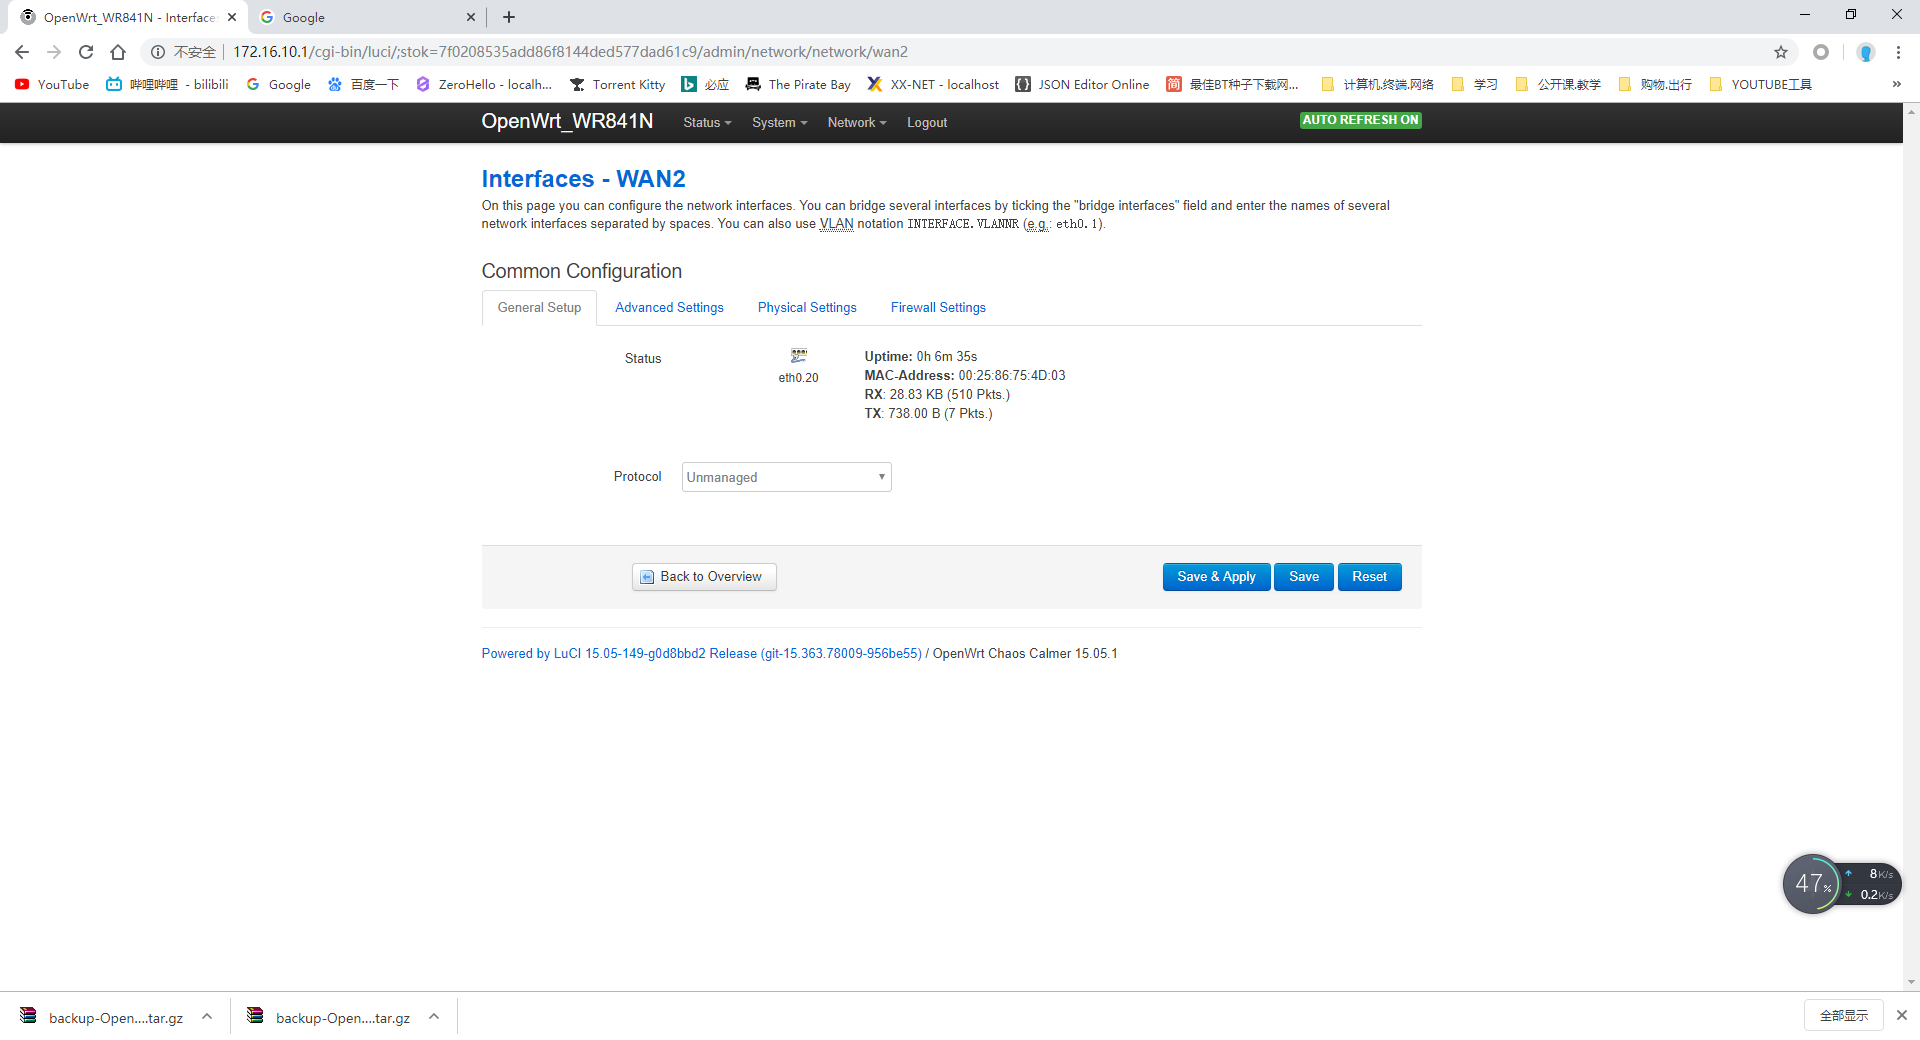 OpenWrt_WR841N - Interface
Google
不安全
172.16.10.1/cgi-bin/luci/;stok=7f0208535add86f8144ded577dad61c9/admin/network/network/wan2
YouTube
哔哩哔哩 - bilibili
Google
百度一下
ZeroHello - localh...
Torrent Kitty
必应
The Pirate Bay
XX-NET - localhost
JSON Editor Online
简
最佳BT种子下载网...
计算机,终端,网络
学习
公开课,教学
购物,出行
YOUTUBE工具
»
OpenWrt_WR841N
Status
System
Network
Logout
AUTO REFRESH ON
Interfaces - WAN2
On this page you can configure the network interfaces. You can bridge several interfaces by ticking the "bridge interfaces" field and enter the names of several
network interfaces separated by spaces. You can also use VLAN notation INTERFACE.VLANNR (e.g.: eth0.1).
Common Configuration
General Setup
Advanced Settings
Physical Settings
Firewall Settings
Status
eth0.20
Uptime: 0h 6m 35s
MAC-Address: 00:25:86:75:4D:03
RX: 28.83 KB (510 Pkts.)
TX: 738.00 B (7 Pkts.)
Protocol
Unmanaged
Back to Overview
Save & Apply
Save
Reset
Powered by LuCI 15.05-149-g0d8bbd2 Release (git-15.363.78009-956be55) / OpenWrt Chaos Calmer 15.05.1
47%
8K/s
0.2K/s
backup-Open....tar.gz
backup-Open....tar.gz
全部显示